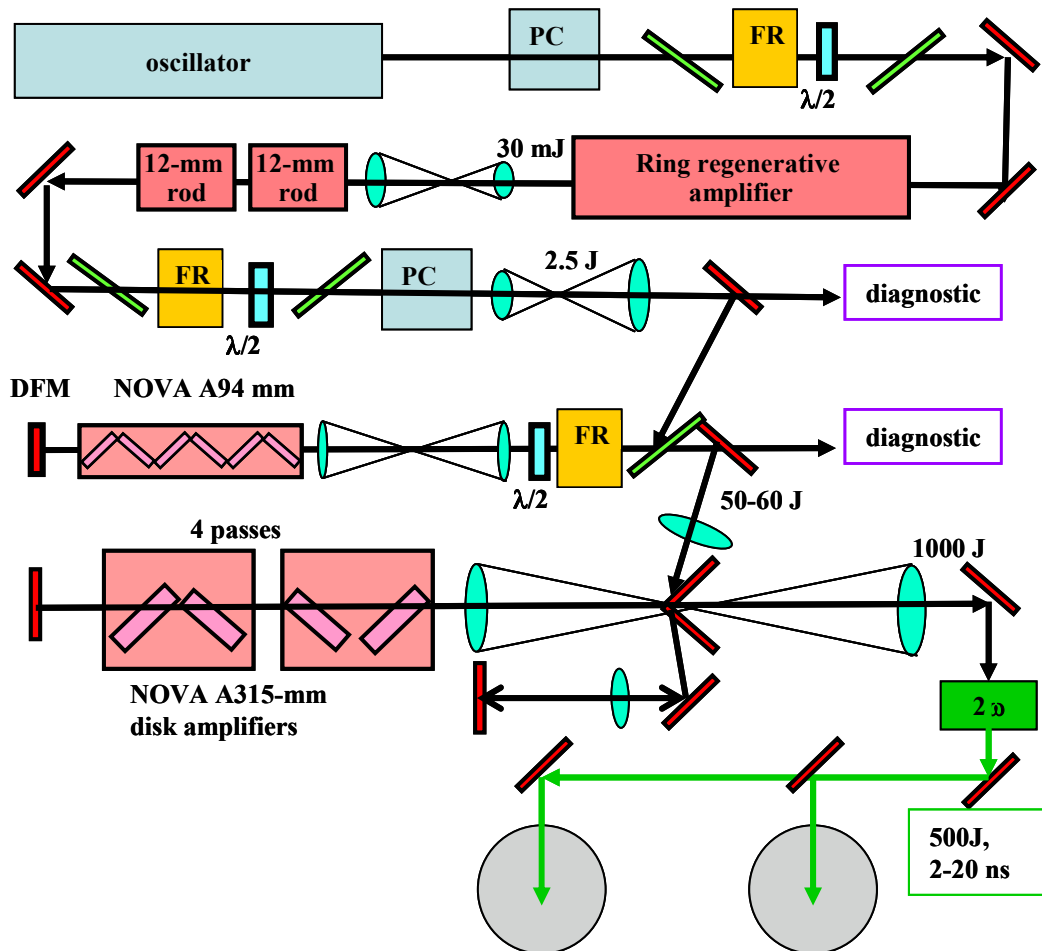 oscillator
PC
FR
λ/2
12-mm
rod
12-mm
rod
30 mJ
Ring regenerative
amplifier
FR
λ/2
PC
2.5 J
diagnostic
DFM
NOVA A94 mm
λ/2
FR
diagnostic
50-60 J
4 passes
1000 J
NOVA A315-mm
disk amplifiers
2 ω
500J,
2-20 ns